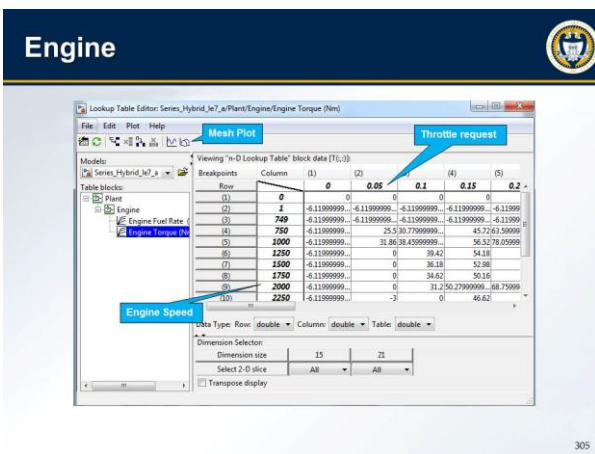 Engine
Lookup Table Editor: Series_Hybrid_le7_a/Plant/Engine/Engine Torque (Nm)
File Edit Plot Help
Mesh Plot
Throttle request
Models:
Series_Hybrid_le7_a
Table blocks:
Plant
Engine
Engine Fuel Rate (
Engine Torque (Nm
Viewing "n-D Lookup Table" block data [T(:,:)]:
Breakpoints Column (1) (2) (4) (5)
Row 0 0.05 0.1 0.15 0.2
(1) 0 0 0 0 0
(2) 1 -6.11999999... -6.11999999... -6.11999999... -6.11999999... -6.11999
(3) 749 -6.11999999... -6.11999999... -6.11999999... -6.11999999... -6.11999
(4) 750 -6.11999999... 25.5 30.77999999... 45.72 63.59999
(5) 1000 -6.11999999... 31.86 38.45999999... 56.52 78.05999
(6) 1250 -6.11999999... 0 39.42 54.18
(7) 1500 -6.11999999... 0 36.18 52.98
(8) 1750 -6.11999999... 0 34.62 50.16
(9) 2000 -6.11999999... 0 31.2 50.27999999... 68.75999
(10) 2250 -6.11999999... -3 0 46.62
Engine Speed
Data Type: Row: double Column: double Table: double
Dimension Selector:
Dimension size 15 21
Select 2-D slice All All
Transpose display
305